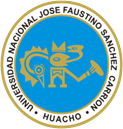 UNIVERSIDAD NACIONAL JOSE FAUSTINO SANCHEZ CARRION
• HUACHO •